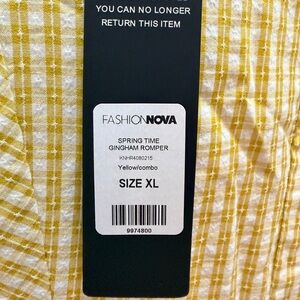 YOU CAN NO LONGER
RETURN THIS ITEM
FASHIONNOVA
SPRING TIME
GINGHAM ROMPER
KNHR4080215
Yellow/combo
SIZE XL
9974800